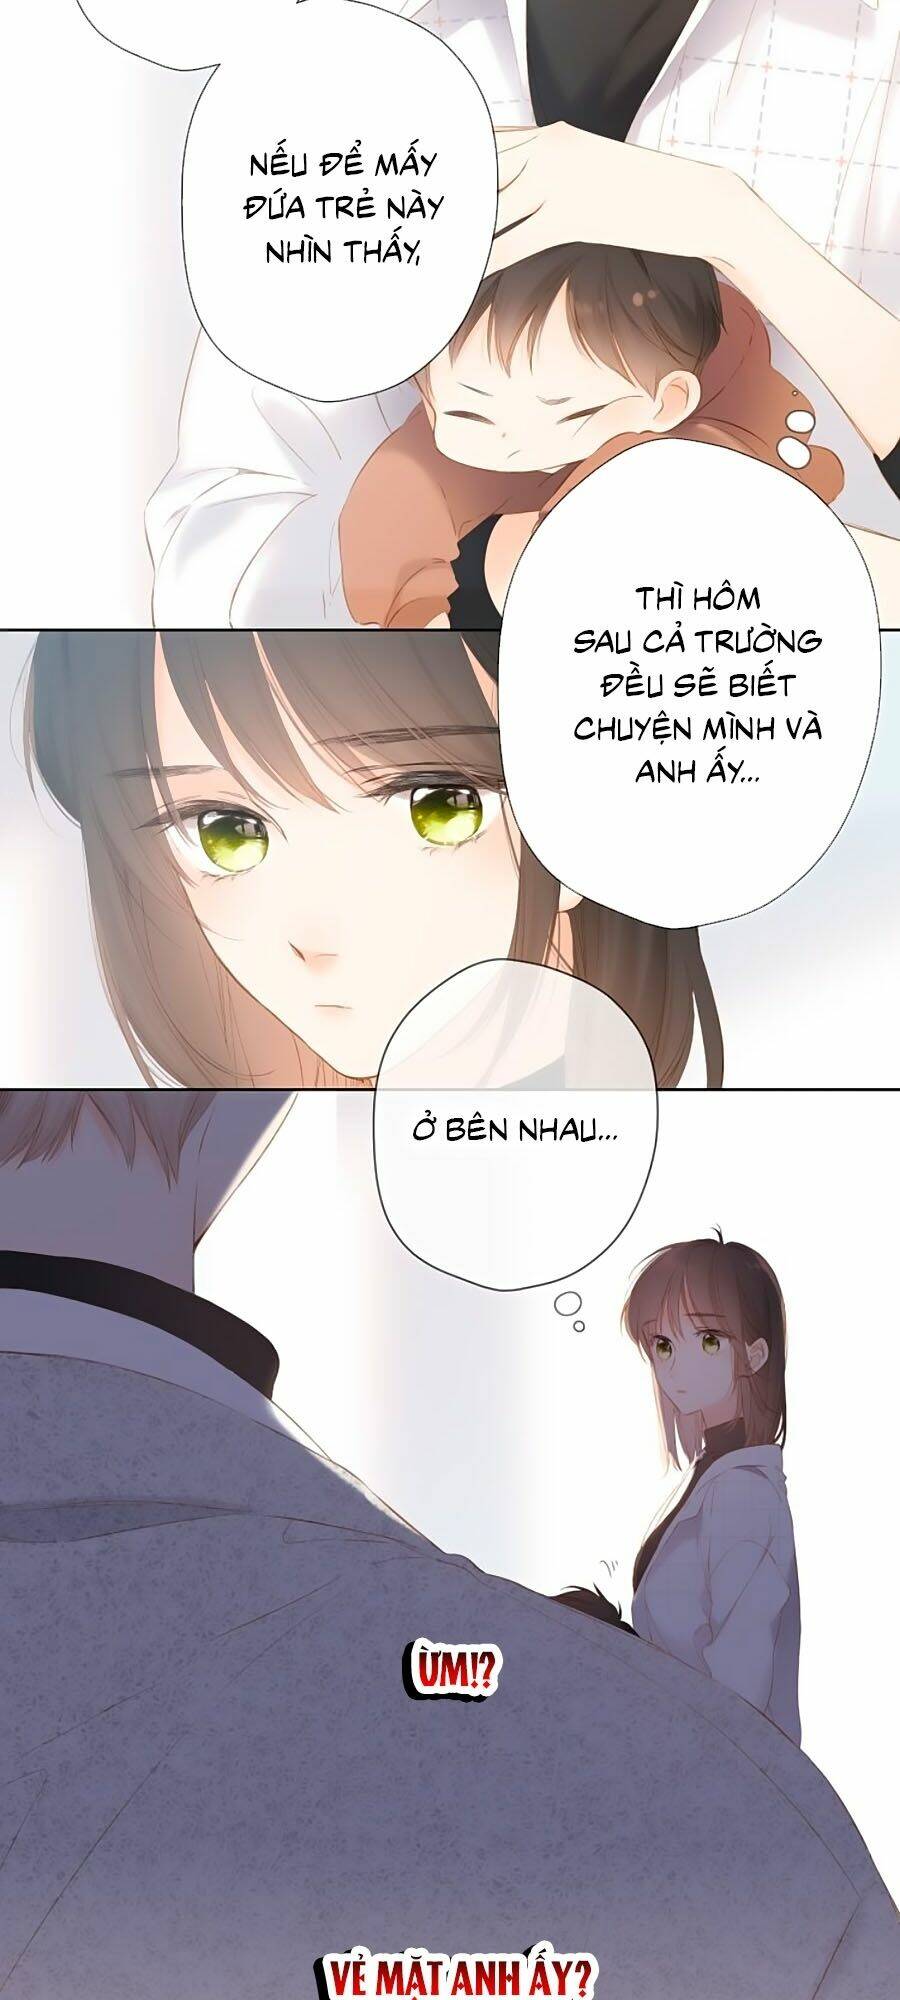 NẾU ĐỂ MẤY
ĐỨA TRẺ NÀY
NHÌN THẤY,
THÌ HÔM
SAU CẢ TRƯỜNG
ĐỀU SẼ BIẾT
CHUYỆN MÌNH VÀ
ANH ẤY...
Ở BÊN NHAU...
ỪM!?
VẺ MẶT ANH ẤY?